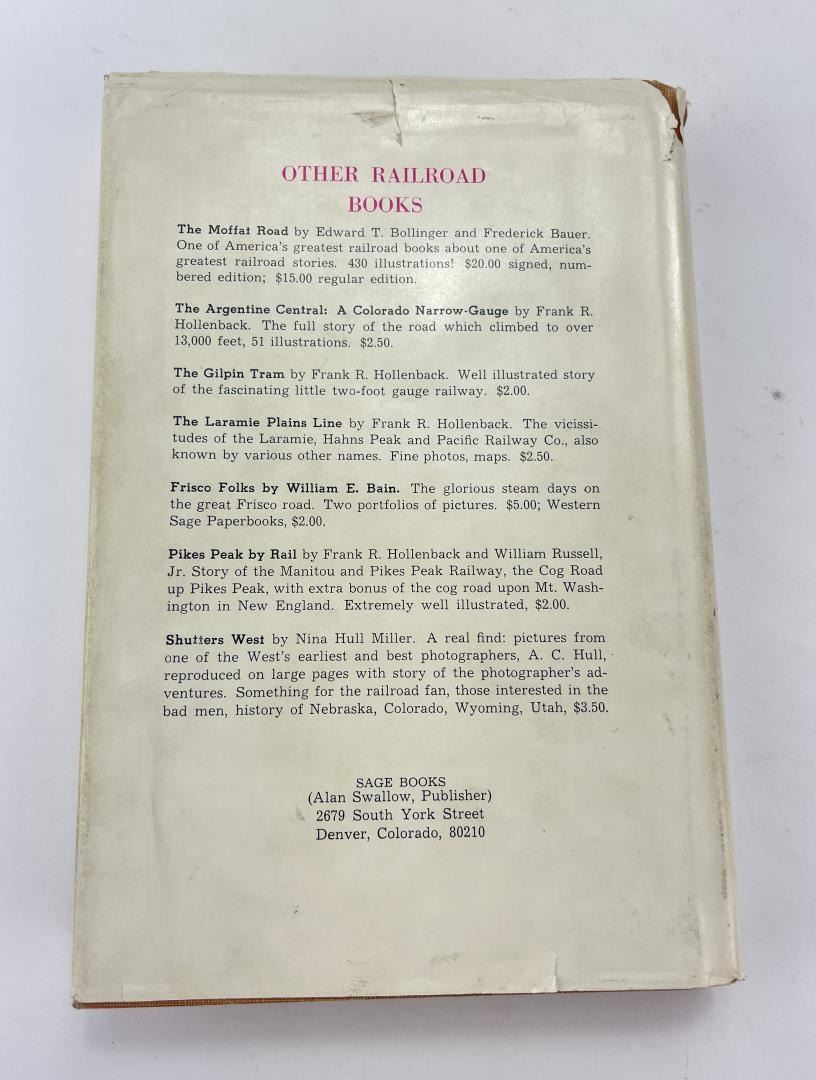 OTHER RAILROAD
BOOKS
The Moffat Road by Edward T. Bollinger and Frederick Bauer.
One of America's greatest railroad books about one of America's
greatest railroad stories. 430 illustrations! $20.00 signed, num-
bered edition; $15.00 regular edition.
The Argentine Central: A Colorado Narrow-Gauge by Frank R.
Hollenback. The full story of the road which climbed to over
13,000 feet, 51 illustrations. $2.50.
The Gilpin Tram by Frank R. Hollenback. Well illustrated story
of the fascinating little two-foot gauge railway. $2.00.
The Laramie Plains Line by Frank R. Hollenback. The vicissi-
tudes of the Laramie, Hahns Peak and Pacific Railway Co., also
known by various other names. Fine photos, maps. $2.50.
Frisco Folks by William E. Bain. The glorious steam days on
the great Frisco road. Two portfolios of pictures. $5.00; Western
Sage Paperbooks, $2.00.
Pikes Peak by Rail by Frank R. Hollenback and William Russell,
Jr. Story of the Manitou and Pikes Peak Railway, the Cog Road
up Pikes Peak, with extra bonus of the cog road upon Mt. Wash-
ington in New England. Extremely well illustrated, $2.00.
Shutters West by Nina Hull Miller. A real find: pictures from
one of the West's earliest and best photographers, A. C. Hull,
reproduced on large pages with story of the photographer's ad-
ventures. Something for the railroad fan, those interested in the
bad men, history of Nebraska, Colorado, Wyoming, Utah, $3.50.
SAGE BOOKS
(Alan Swallow, Publisher)
2679 South York Street
Denver, Colorado, 80210